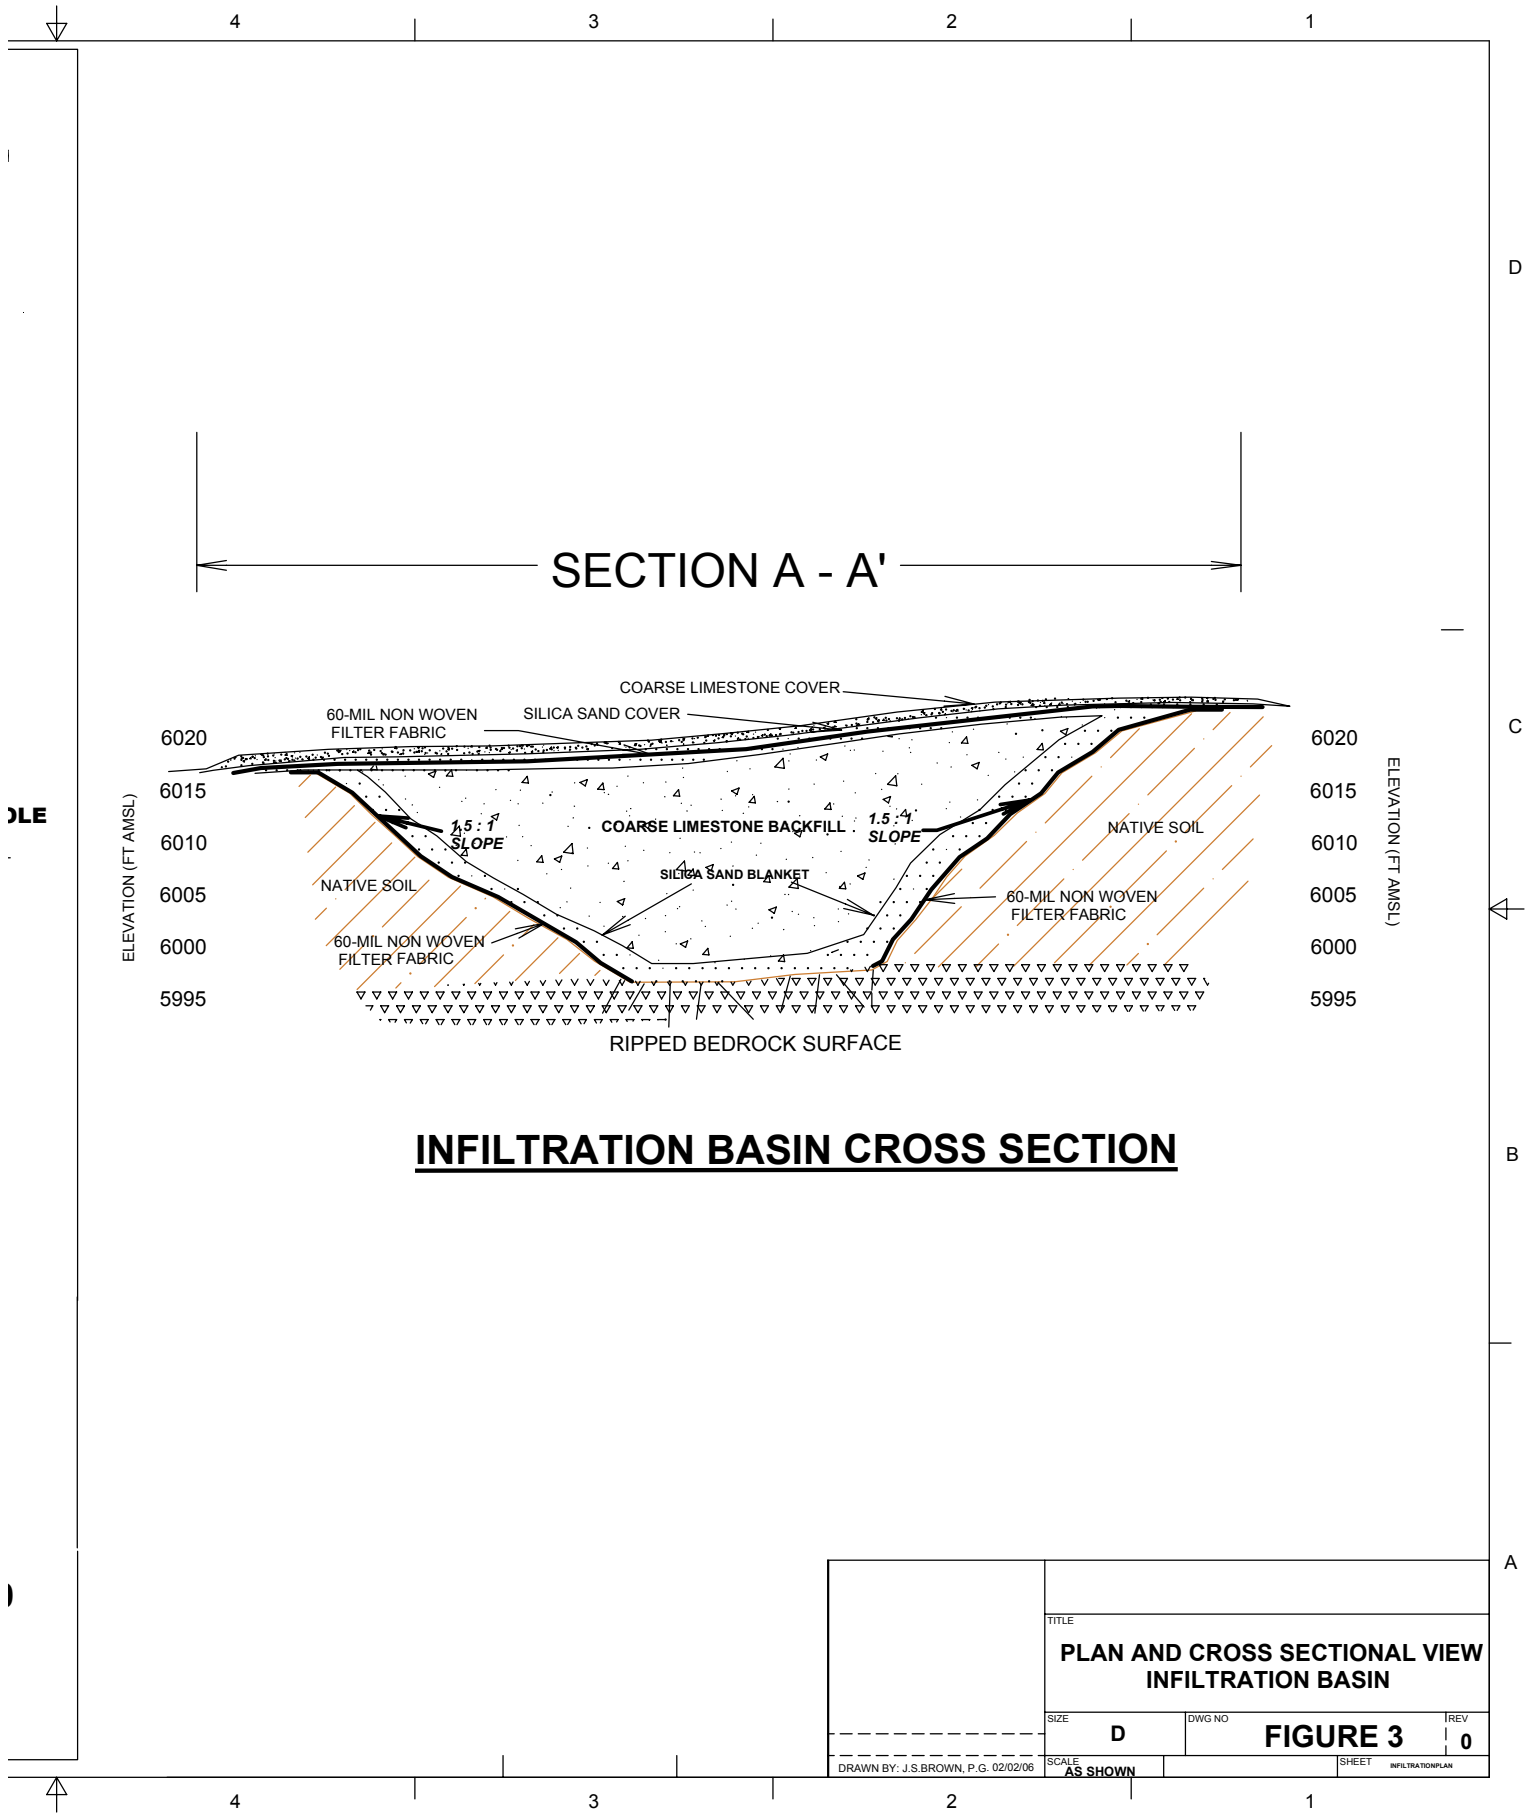 4 3 2 1
D
SECTION A - A'
COARSE LIMESTONE COVER
60-MIL NON WOVEN
FILTER FABRIC
SILICA SAND COVER
C
6020
6015
6010
6005
6000
5995
ELEVATION (FT AMSL)
1.5 : 1
SLOPE
COARSE LIMESTONE BACKFILL
1.5 : 1
SLOPE
NATIVE SOIL
SILICA SAND BLANKET
NATIVE SOIL
60-MIL NON WOVEN
FILTER FABRIC
60-MIL NON WOVEN
FILTER FABRIC
6020
6015
6010
6005
6000
5995
ELEVATION (FT AMSL)
RIPPED BEDROCK SURFACE
INFILTRATION BASIN CROSS SECTION
B
A
TITLE
PLAN AND CROSS SECTIONAL VIEW
INFILTRATION BASIN
SIZE
D
DWG NO
FIGURE 3
REV
0
DRAWN BY: J.S.BROWN, P.G. 02/02/06
SCALE
AS SHOWN
SHEET
INFILTRATIONPLAN
4 3 2 1